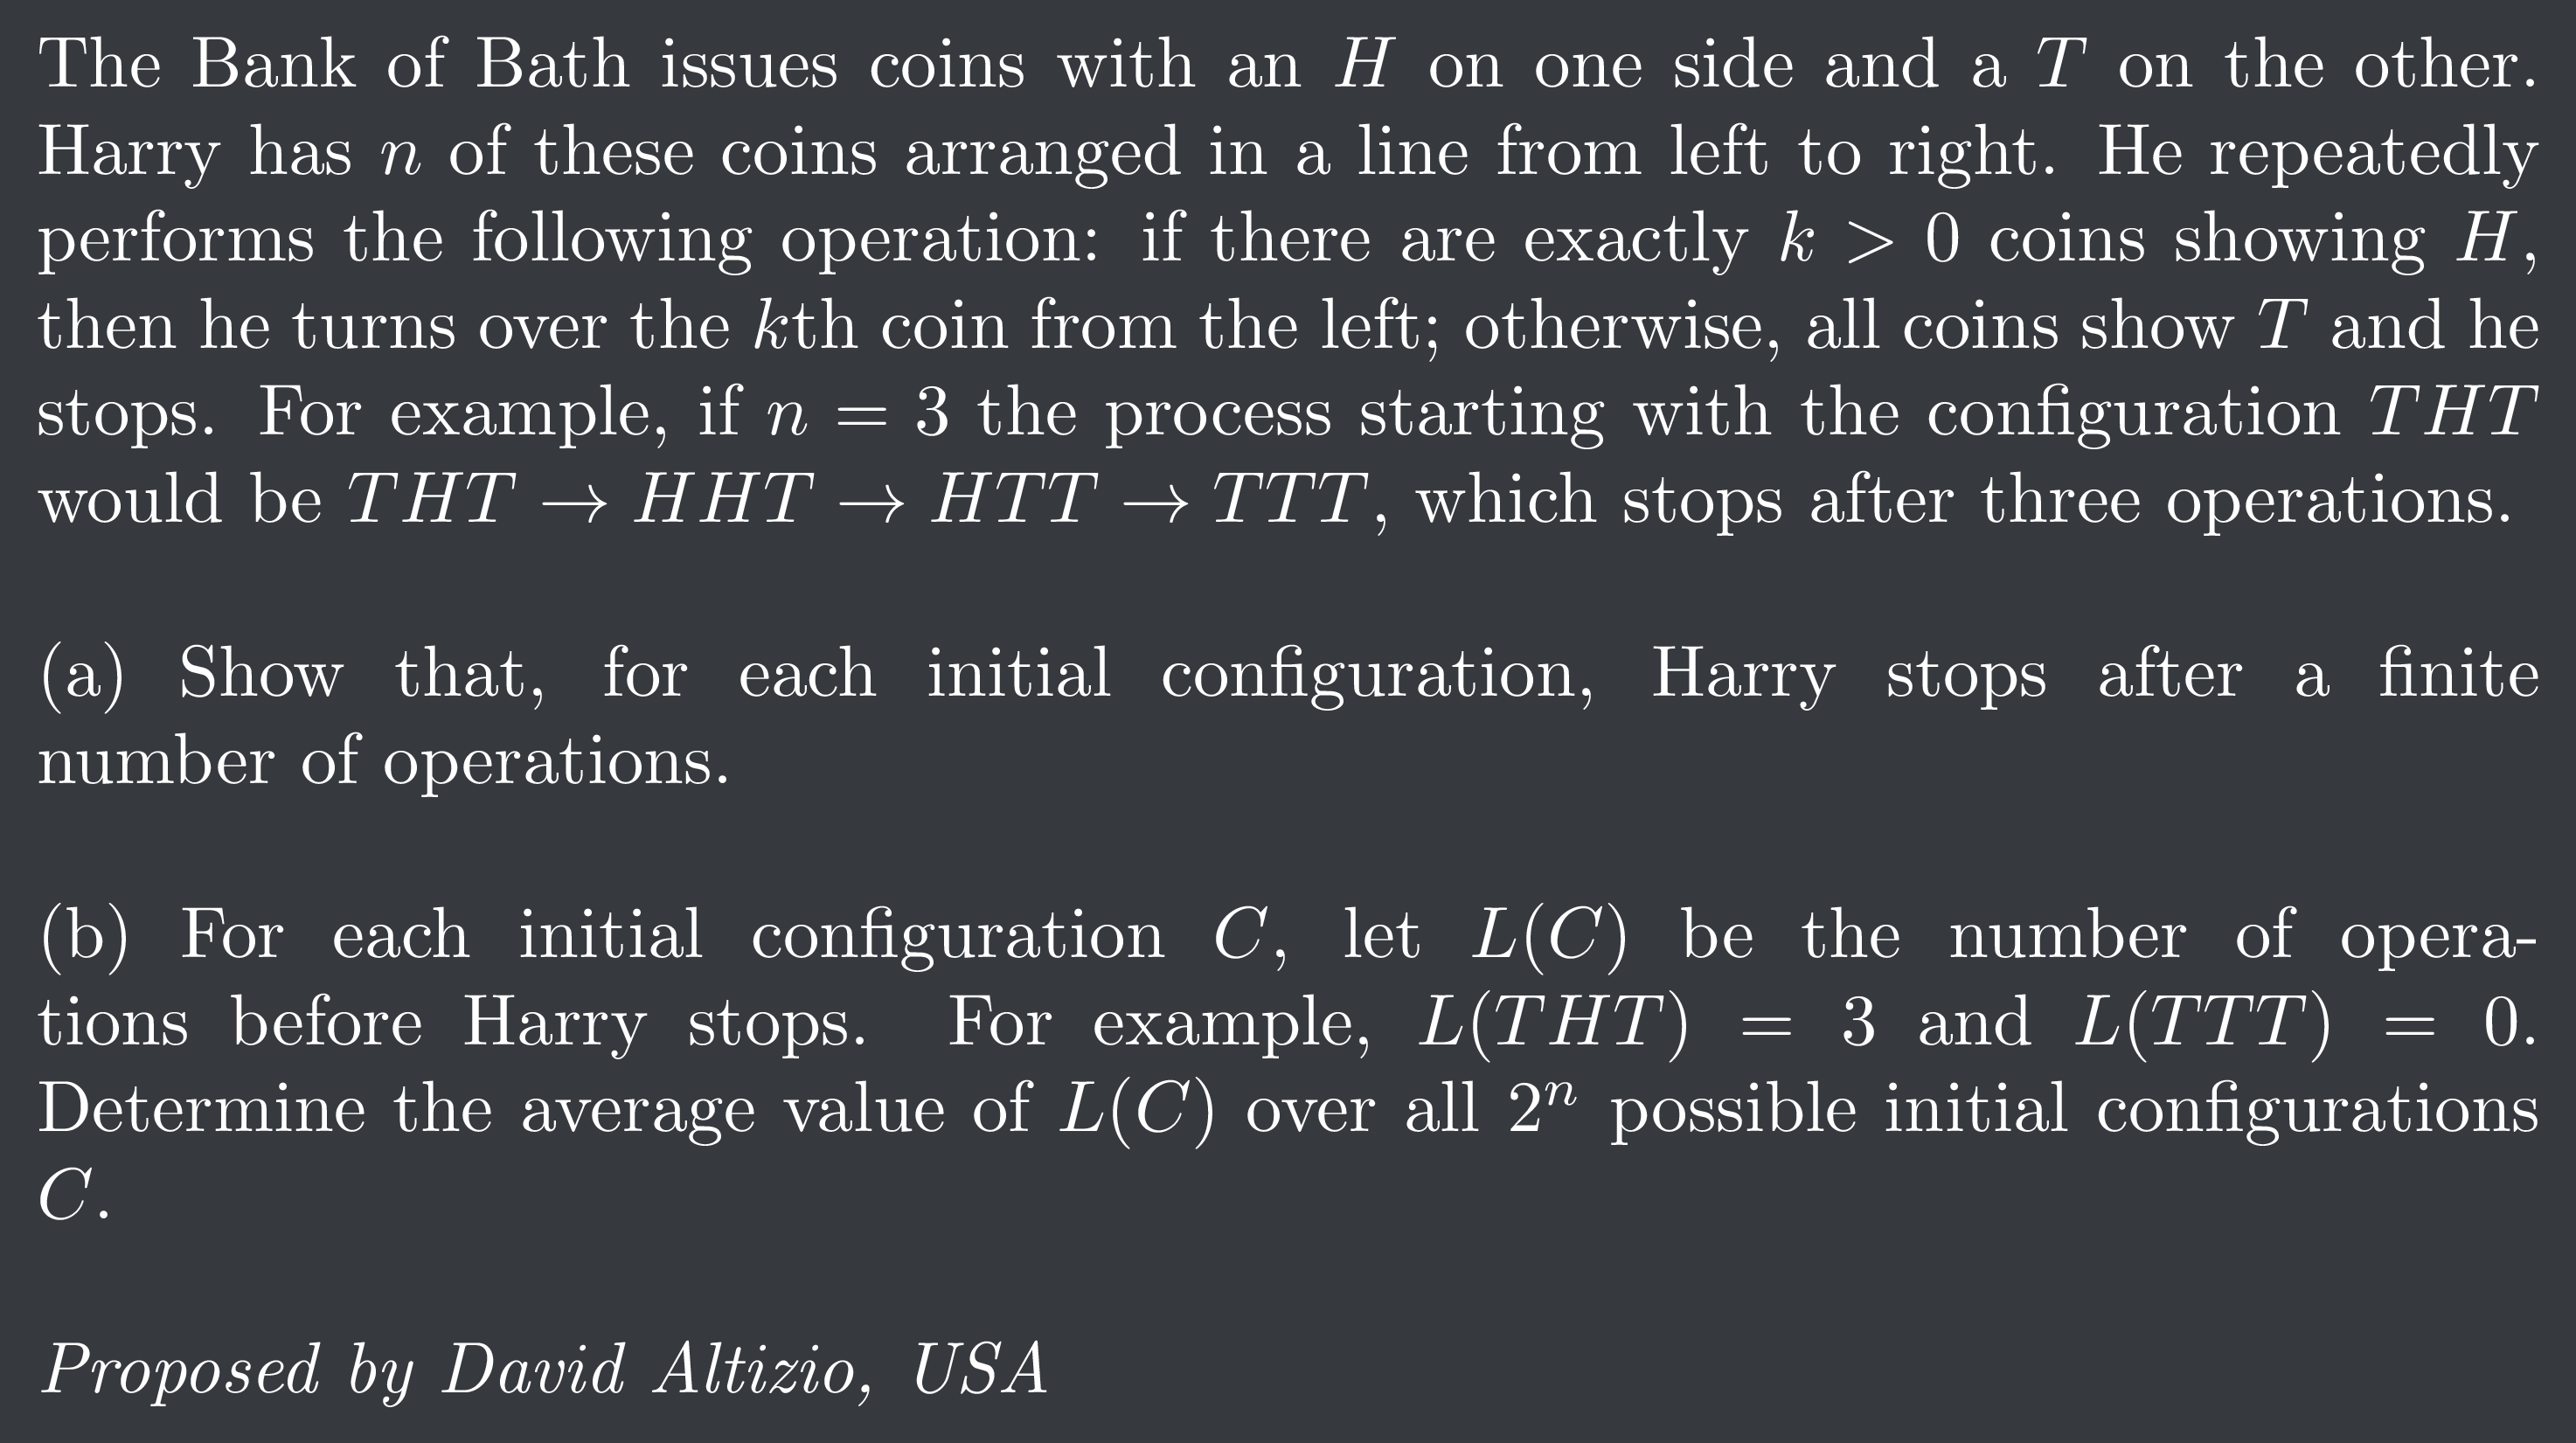 The Bank of Bath issues coins with an H on one side and a T on the other.
Harry has n of these coins arranged in a line from left to right. He repeatedly
performs the following operation: if there are exactly k > 0 coins showing H,
then he turns over the kth coin from the left; otherwise, all coins show T and he
stops. For example, if n = 3 the process starting with the configuration THT
would be THT → HHT → HTT → TTT, which stops after three operations.
(a) Show that, for each initial configuration, Harry stops after a finite
number of operations.
(b) For each initial configuration C, let L(C) be the number of opera-
tions before Harry stops. For example, L(THT) = 3 and L(TTT) = 0.
Determine the average value of L(C) over all 2ⁿ possible initial configurations
C.
Proposed by David Altizio, USA